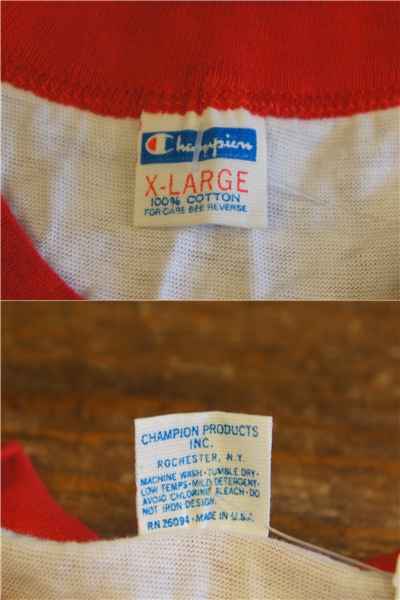 Champion
X-LARGE
100% COTTON
FOR CARE SEE REVERSE
CHAMPION PRODUCTS
INC.
ROCHESTER, N.Y.
MACHINE WASH·TUMBLE DRY·
LOW TEMPS·MILD DETERGENT·
AVOID CHLORINE BLEACH·DO
NOT IRON DESIGN.
RN 26094·MADE IN U.S.A.